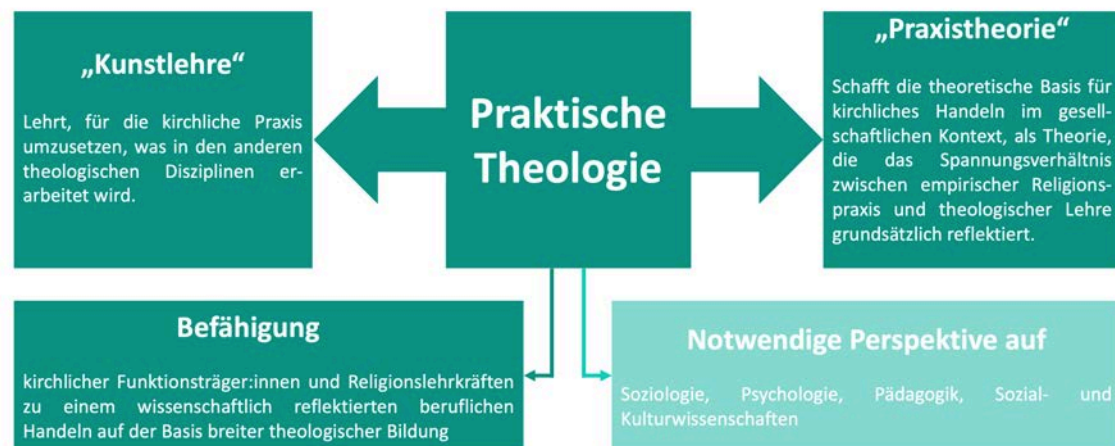 „Kunstlehre“
Lehrt, für die kirchliche Praxis
umzusetzen, was in den anderen
theologischen Disziplinen er-
arbeitet wird.
Praktische
Theologie
„Praxistheorie“
Schafft die theoretische Basis für
kirchliches Handeln im gesell-
schaftlichen Kontext, als Theorie,
die das Spannungsverhältnis
zwischen empirischer Religions-
praxis und theologischer Lehre
grundsätzlich reflektiert.
Befähigung
kirchlicher Funktionsträger:innen und Religionslehrkräften
zu einem wissenschaftlich reflektierten beruflichen
Handeln auf der Basis breiter theologischer Bildung
Notwendige Perspektive auf
Soziologie, Psychologie, Pädagogik, Sozial- und
Kulturwissenschaften